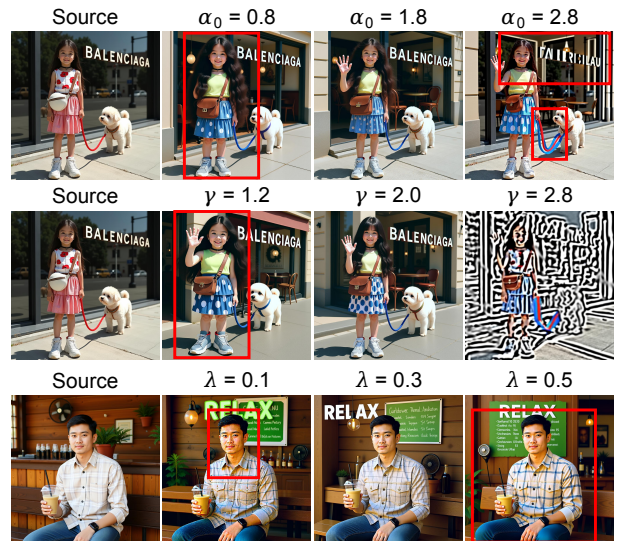 Source α₀ = 0.8 α₀ = 1.8 α₀ = 2.8
BALENCIAGA BALENCIAGA BALENCIAGA
Source γ = 1.2 γ = 2.0 γ = 2.8
BALENCIAGA BALENCIAGA BALENCIAGA
Source λ = 0.1 λ = 0.3 λ = 0.5
RELAX RELAX RELAX